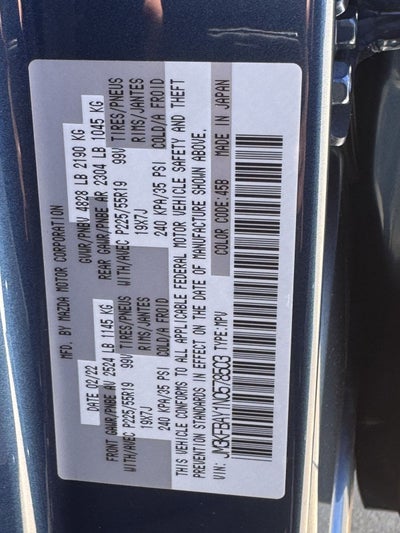 MFD. BY MAZDA MOTOR CORPORATION
DATE 02/22 GVWR/PNBV 4828 LB 2190 KG
FRONT GAWR/PNBE AV 2524 LB 1145 KG REAR GAWR/PNBE AR 2304 LB 1045 KG
WITH/AVEC P225/55R19 99V TIRES/PNEUS WITH/AVEC P225/55R19 99V TIRES/PNEUS
19X7J RIMS/JANTES 19X7J RIMS/JANTES
240 KPA/35 PSI COLD/A FROID 240 KPA/35 PSI COLD/A FROID
THIS VEHICLE CONFORMS TO ALL APPLICABLE FEDERAL MOTOR VEHICLE SAFETY AND THEFT
PREVENTION STANDARDS IN EFFECT ON THE DATE OF MANUFACTURE SHOWN ABOVE.
VIN: JM3KFBAY1N0578503 TYPE:MPV COLOR CODE:45B MADE IN JAPAN